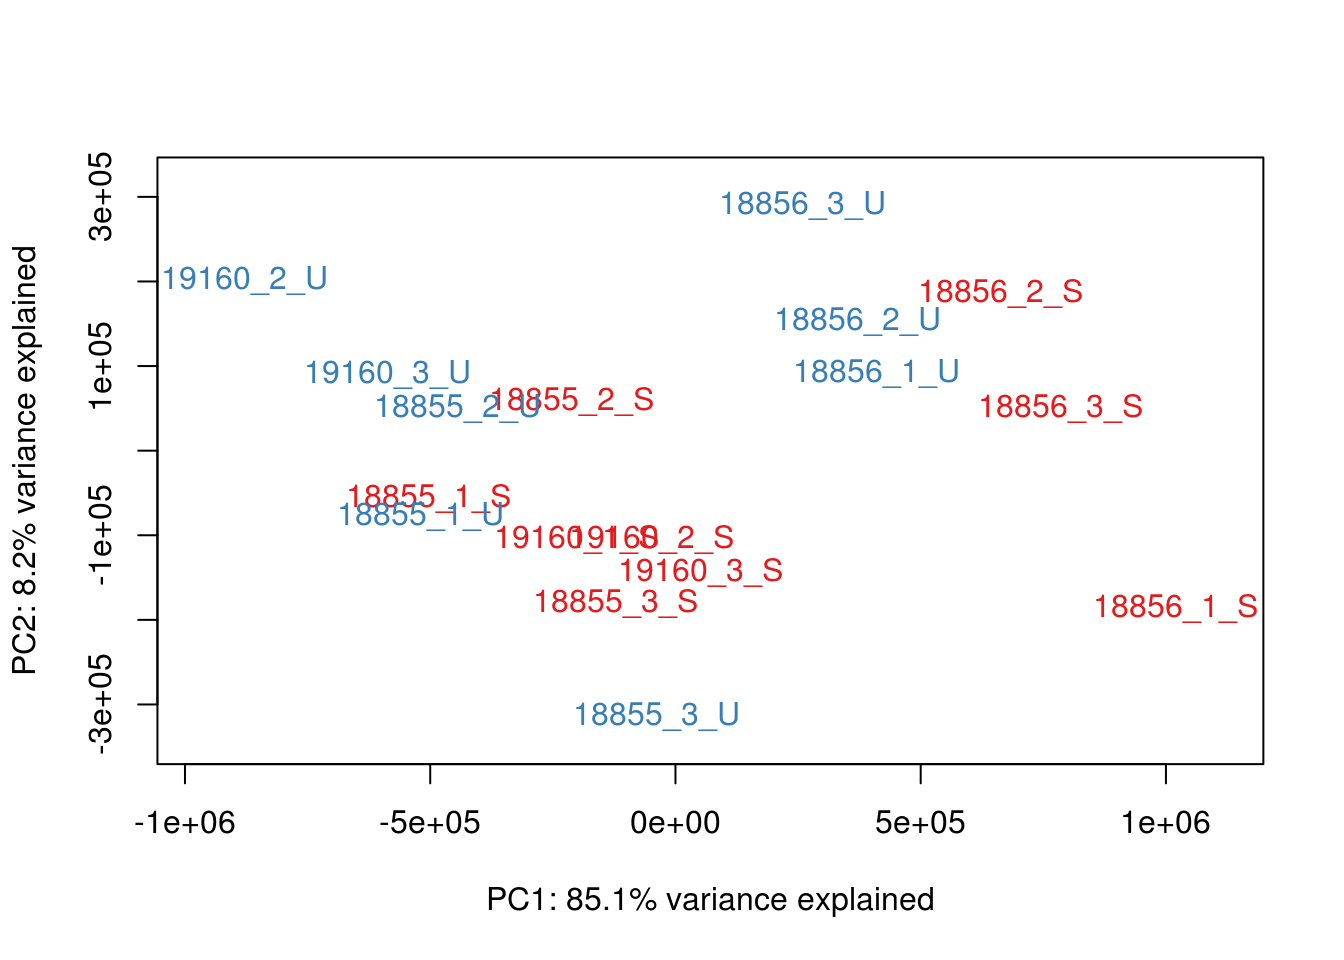 3e+05
1e+05
-1e+05
-3e+05
PC2: 8.2% variance explained
18856_3_U
19160_2_U
18856_2_S
18856_2_U
19160_3_U
18856_1_U
18855_2_S
18855_2_U
18856_3_S
18855_1_S
18855_1_U
19160_1_S
19160_2_S
19160_3_S
18855_3_S
18856_1_S
18855_3_U
-1e+06
-5e+05
0e+00
5e+05
1e+06
PC1: 85.1% variance explained